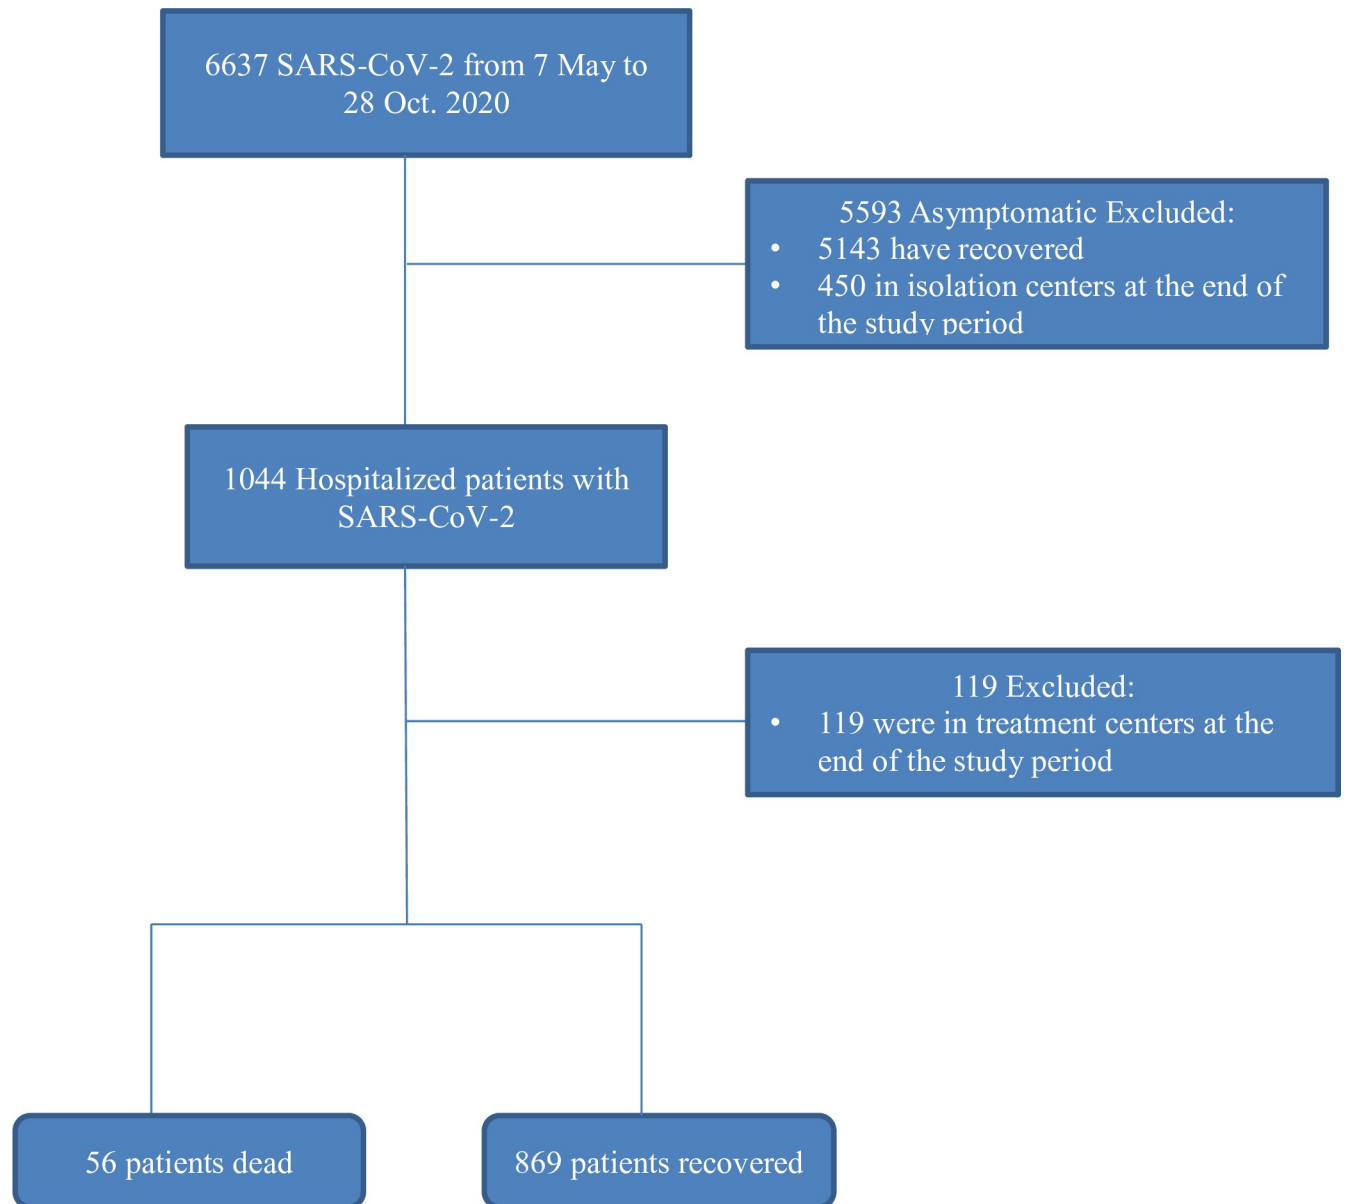 6637 SARS-CoV-2 from 7 May to
28 Oct. 2020
5593 Asymptomatic Excluded:
• 5143 have recovered
• 450 in isolation centers at the end of
the study period
1044 Hospitalized patients with
SARS-CoV-2
119 Excluded:
• 119 were in treatment centers at the
end of the study period
56 patients dead
869 patients recovered